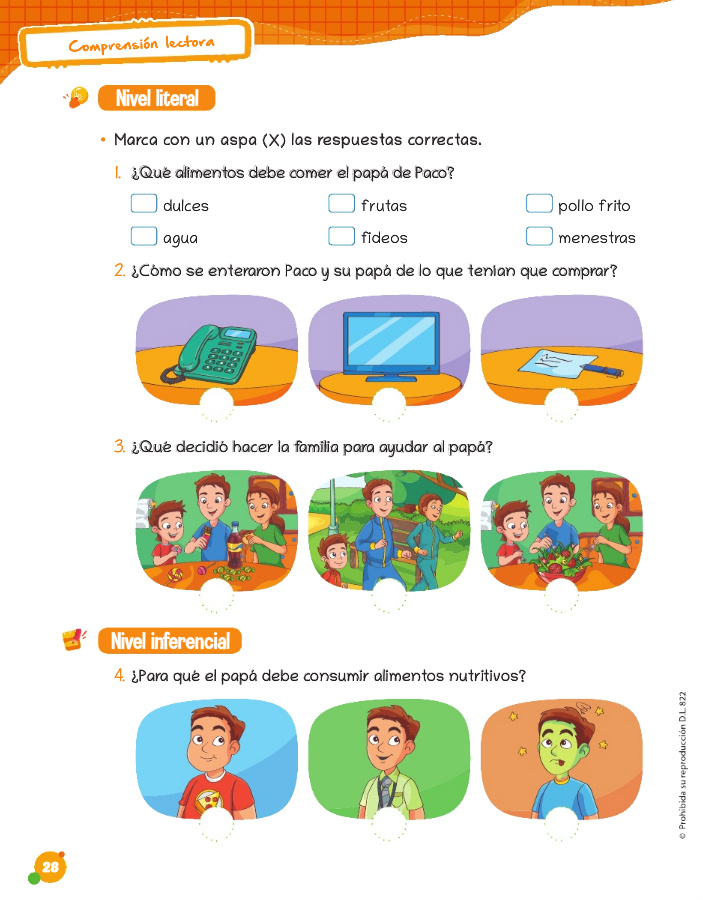 Comprensión lectora
Nivel literal
• Marca con un aspa (X) las respuestas correctas.
1. ¿Qué alimentos debe comer el papá de Paco?
dulces frutas pollo frito
agua fideos menestras
2. ¿Cómo se enteraron Paco y su papá de lo que tenían que comprar?
3. ¿Qué decidió hacer la familia para ayudar al papá?
Nivel inferencial
4. ¿Para qué el papá debe consumir alimentos nutritivos?
© Prohibida su reproducción D.L. 822
26